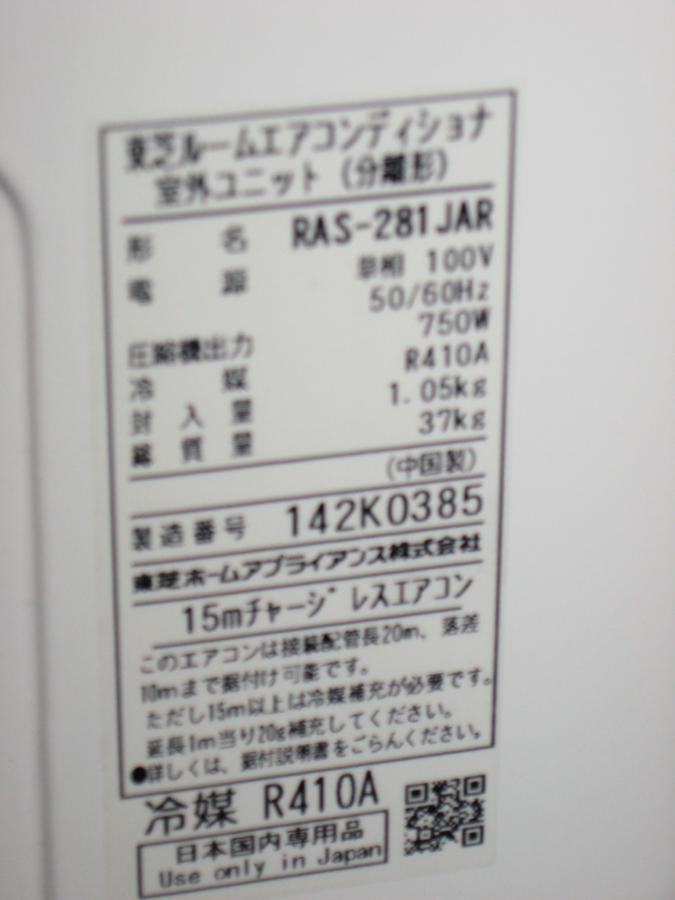 東芝ルームエアコンディショナ
室外ユニット（分離形）
形 名 RAS-281JAR
電 源 単相 100V
50/60Hz
圧縮機出力 750W
冷 媒 R410A
封 入 量 1.05kg
総 質 量 37kg
（中国製）
製造番号 142K0385
東芝ホームアプライアンス株式会社
15mチャージレスエアコン
このエアコンは接続配管長20m、落差
10mまで据付け可能です。
ただし15m以上は冷媒補充が必要です。
延長1m当り20g補充してください。
●詳しくは、据付説明書をごらんください。
冷媒 R410A
日本国内専用品
Use only in Japan